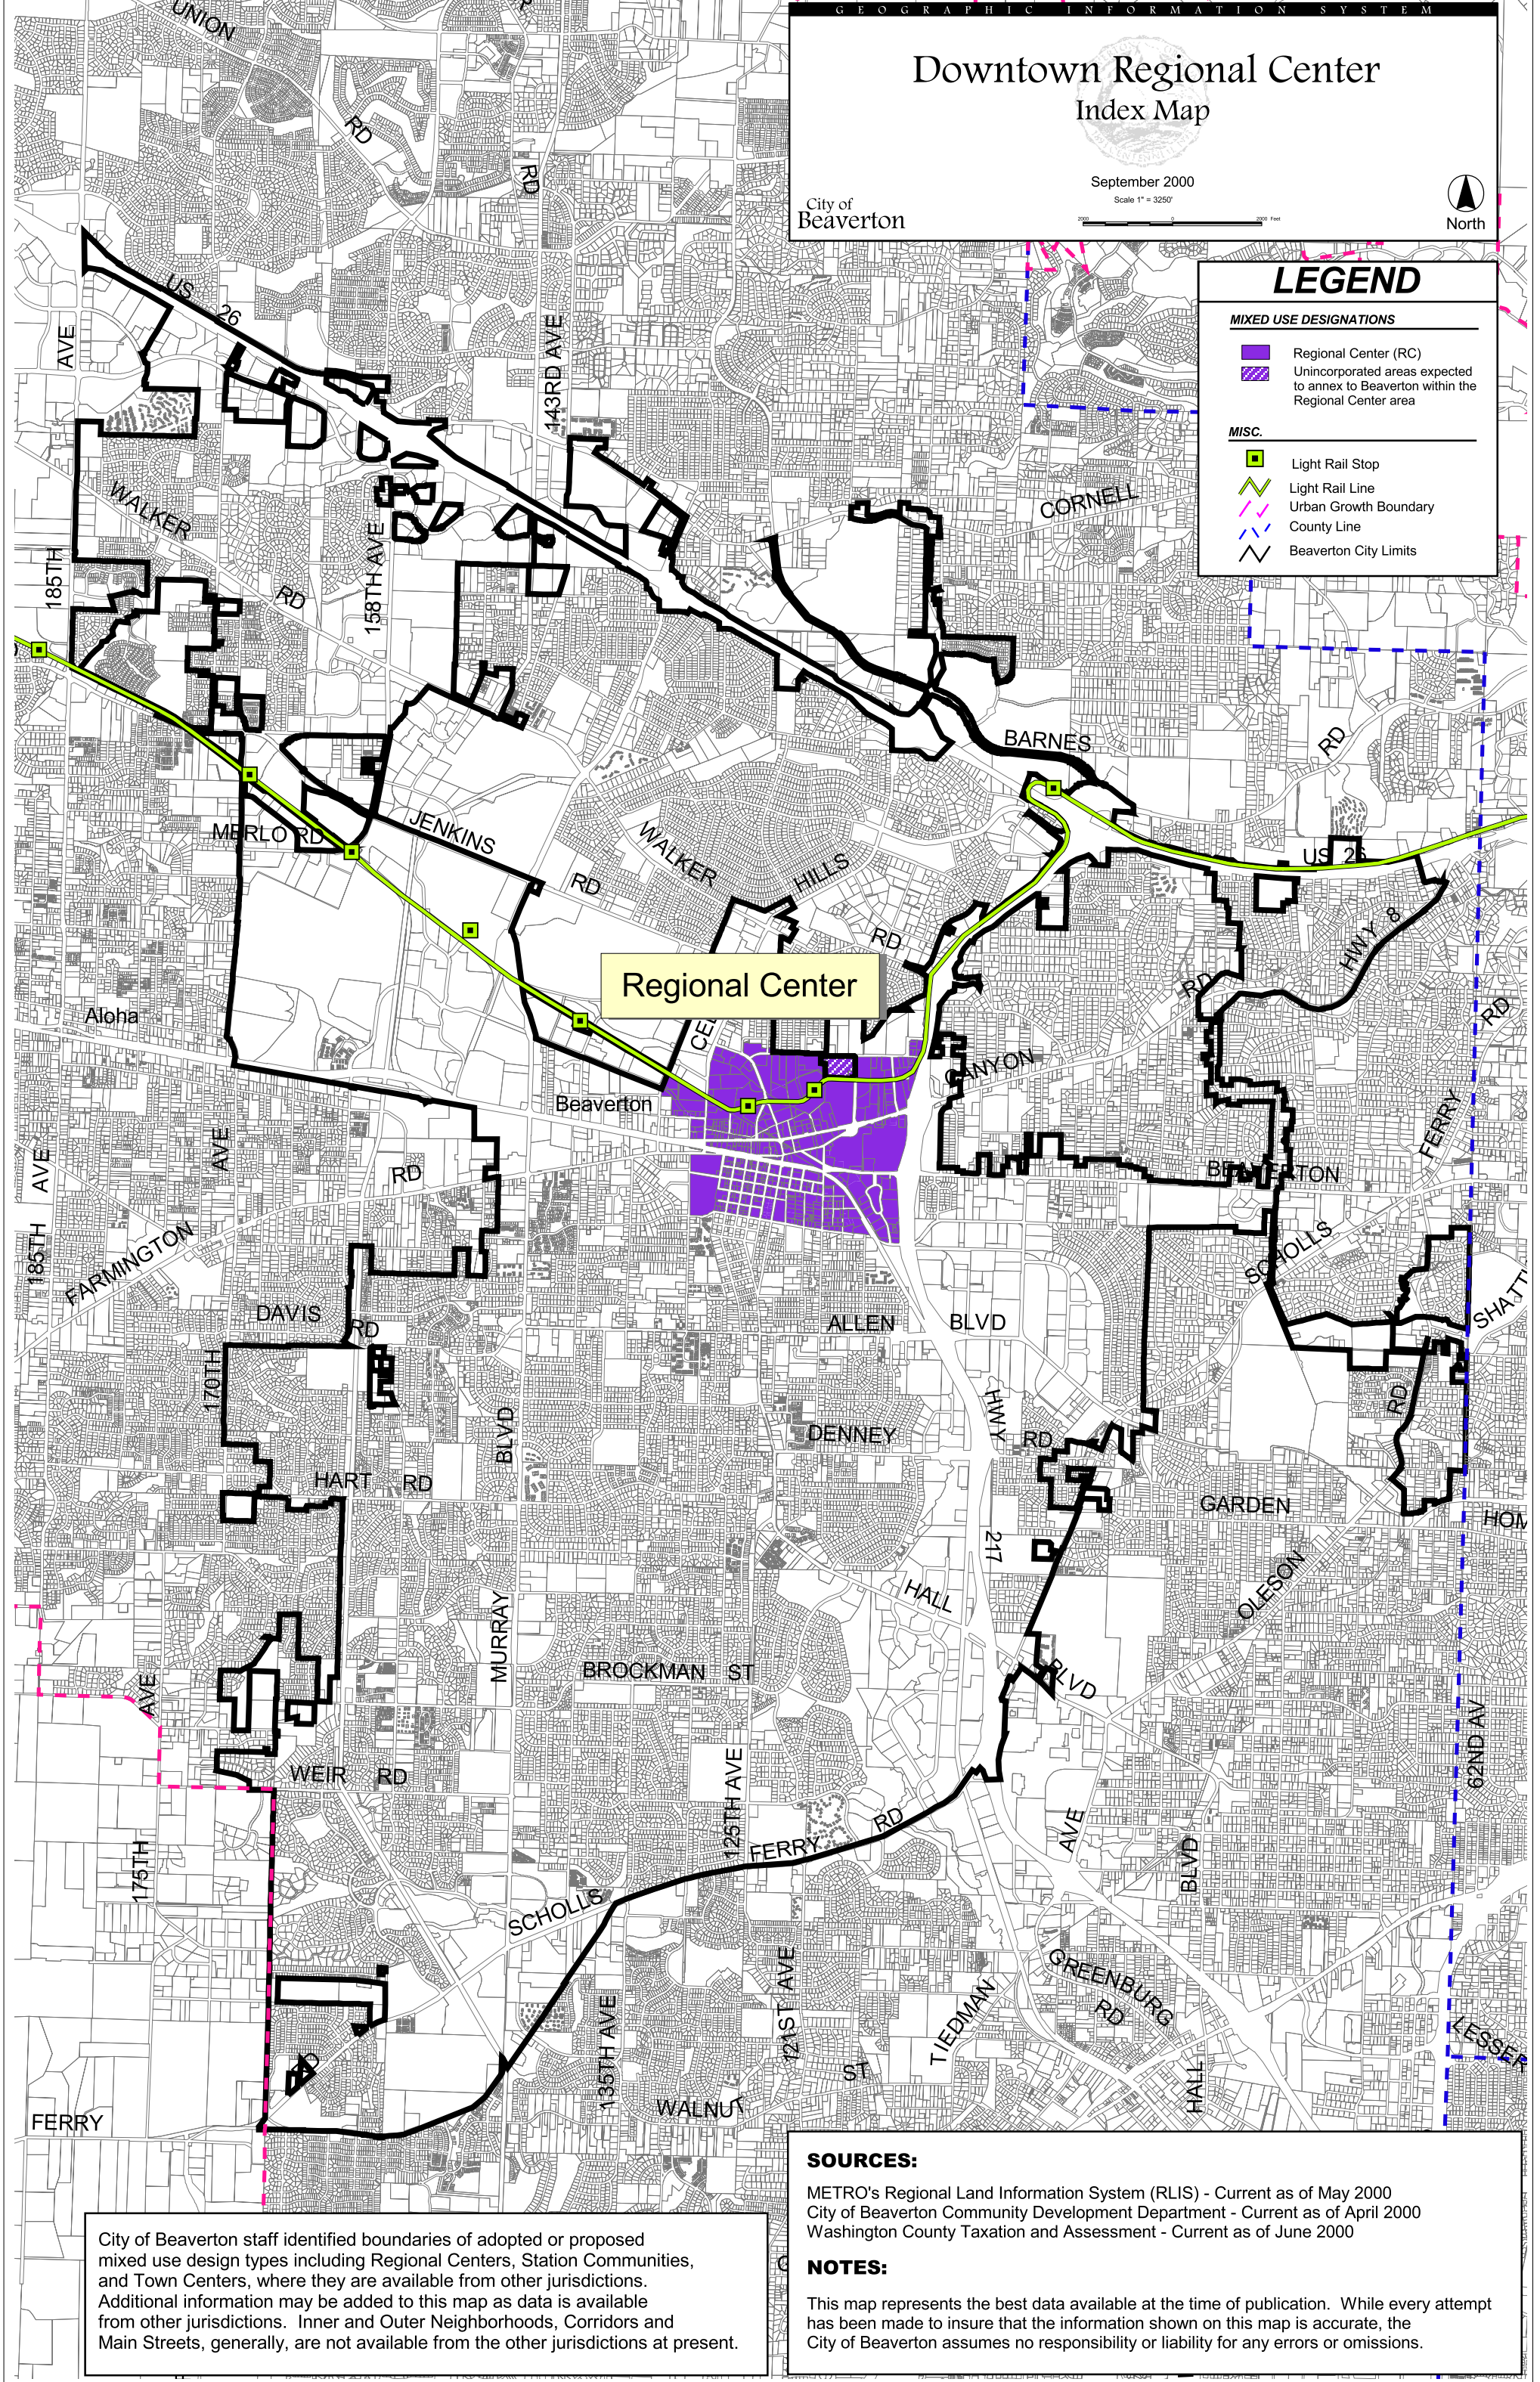 GEOGRAPHIC INFORMATION SYSTEM
Downtown Regional Center
Index Map
September 2000
Scale 1" = 3250'
2000 0 2000 Feet
City of
Beaverton
North
LEGEND
MIXED USE DESIGNATIONS
Regional Center (RC)
Unincorporated areas expected
to annex to Beaverton within the
Regional Center area
MISC.
Light Rail Stop
Light Rail Line
Urban Growth Boundary
County Line
Beaverton City Limits
UNION
RD
RD
US 26
AVE
143RD AVE
WALKER
CORNELL
185TH
158TH AVE
RD
BARNES
RD
MERLO RD
JENKINS
WALKER
HILLS
US 26
RD
RD
HWY 8
Regional Center
RD
RD
Aloha
CANYON
Beaverton
FERRY
AVE
AVE
RD
BEAVERTON
185TH
FARMINGTON
SCHOLLS
DAVIS
RD
ALLEN BLVD
170TH
HWY
RD
BLVD
DENNEY
RD
HART RD
GARDEN
217
OLESON
HALL
MURRAY
BROCKMAN ST
BLVD
AVE
62ND AV
WEIR RD
125TH AVE
FERRY RD
AVE
BLVD
175TH
SCHOLLS
GREENBURG
RD
121ST AVE
TIEDMAN
135TH AVE
LESSER
ST
HALL
WALNUT
FERRY
SOURCES:
METRO's Regional Land Information System (RLIS) - Current as of May 2000
City of Beaverton Community Development Department - Current as of April 2000
Washington County Taxation and Assessment - Current as of June 2000
NOTES:
This map represents the best data available at the time of publication. While every attempt
has been made to insure that the information shown on this map is accurate, the
City of Beaverton assumes no responsibility or liability for any errors or omissions.
City of Beaverton staff identified boundaries of adopted or proposed
mixed use design types including Regional Centers, Station Communities,
and Town Centers, where they are available from other jurisdictions.
Additional information may be added to this map as data is available
from other jurisdictions. Inner and Outer Neighborhoods, Corridors and
Main Streets, generally, are not available from the other jurisdictions at present.